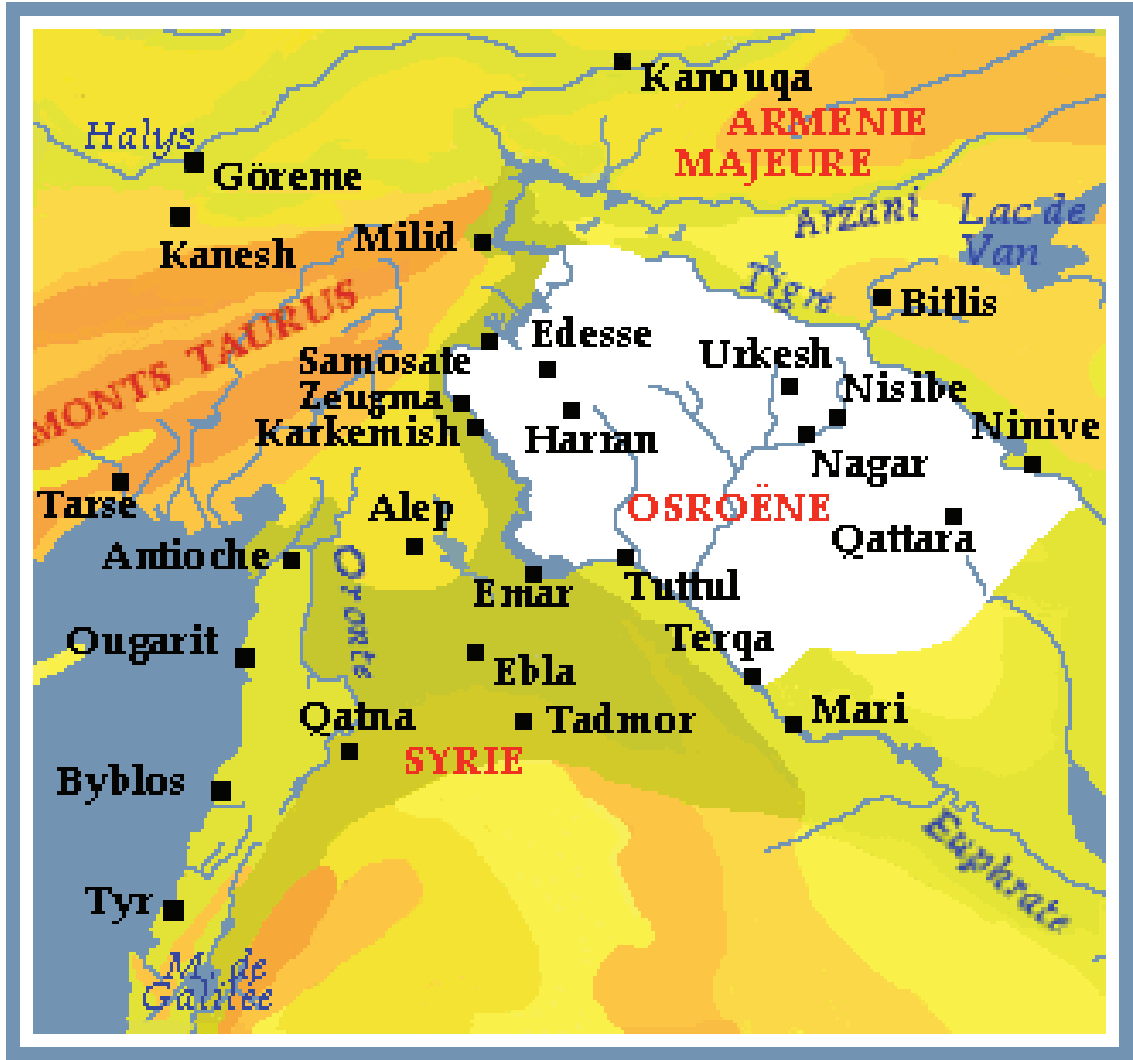 Kanouqa
ARMENIE
MAJEURE
Halys
Göreme
Arzani
Lac de
Van
Kanesh
Milid
Tigre
Bitlis
MONTS TAURUS
Edesse
Samosate
Urkesh
Zeugma
Nisibe
Karkemish
Harran
Ninive
Nagar
Tarse
Alep
OSROËNE
Qattara
Antioche
Oronte
Emar
Tuttul
Ougarit
Terqa
Ebla
Qatna
Tadmor
Mari
SYRIE
Byblos
Euphrate
Tyr
M. de
Galilée